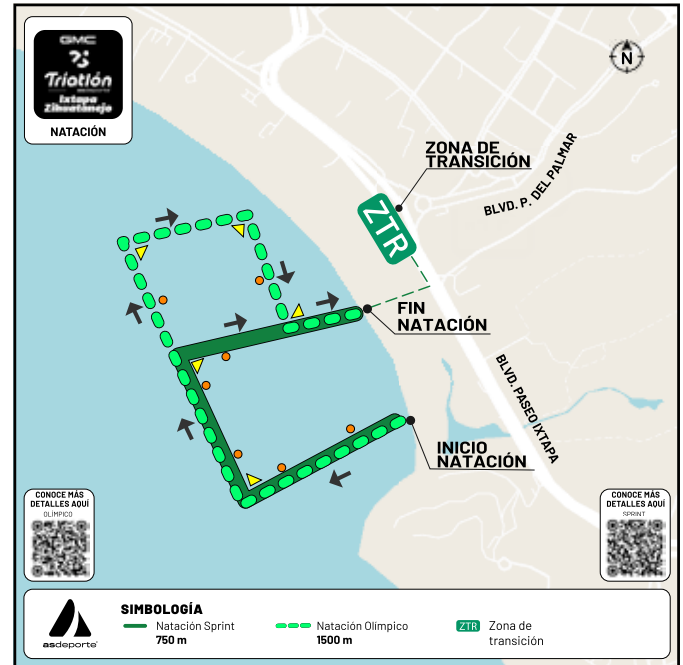 GMC
Triatlón
asdeporte
Ixtapa
Zihuatanejo
NATACIÓN
N
ZONA DE
TRANSICIÓN
BLVD. P. DEL PALMAR
ZTR
FIN
NATACIÓN
BLVD. PASEO IXTAPA
INICIO
NATACIÓN
CONOCE MÁS
DETALLES AQUÍ
OLÍMPICO
CONOCE MÁS
DETALLES AQUÍ
SPRINT
asdeporte
SIMBOLOGÍA
Natación Sprint
750 m
Natación Olímpico
1500 m
ZTR
Zona de
transición